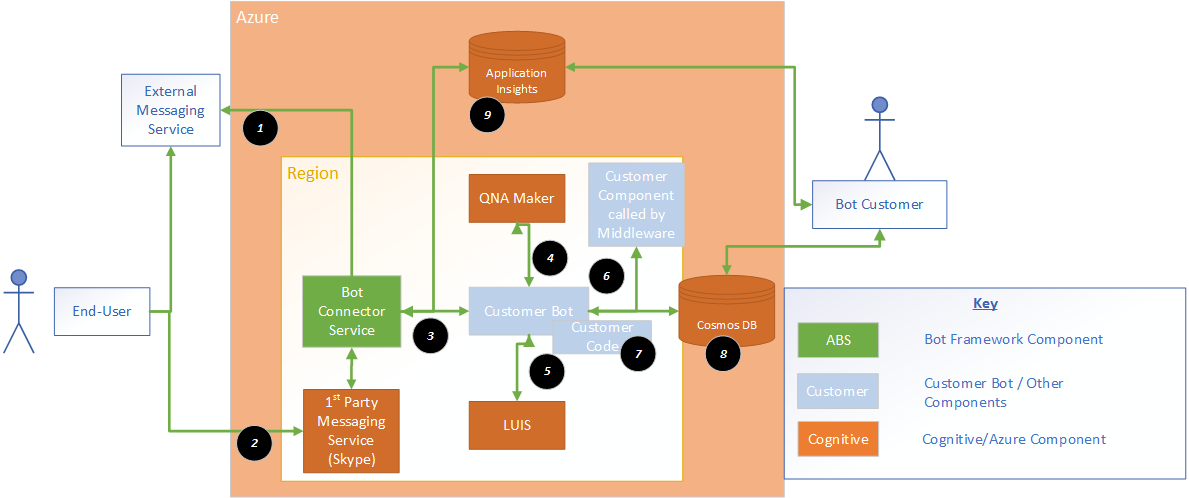 Azure
External
Messaging
Service
1
Application
Insights
9
Region
QNA Maker
Customer
Component
called by
Middleware
Bot Customer
4
6
End-User
Bot
Connector
Service
3
Customer Bot
Customer
Code
7
Cosmos DB
8
5
1st Party
Messaging
Service
(Skype)
2
LUIS
Key
ABS
Bot Framework Component
Customer
Customer Bot / Other
Components
Cognitive
Cognitive/Azure Component